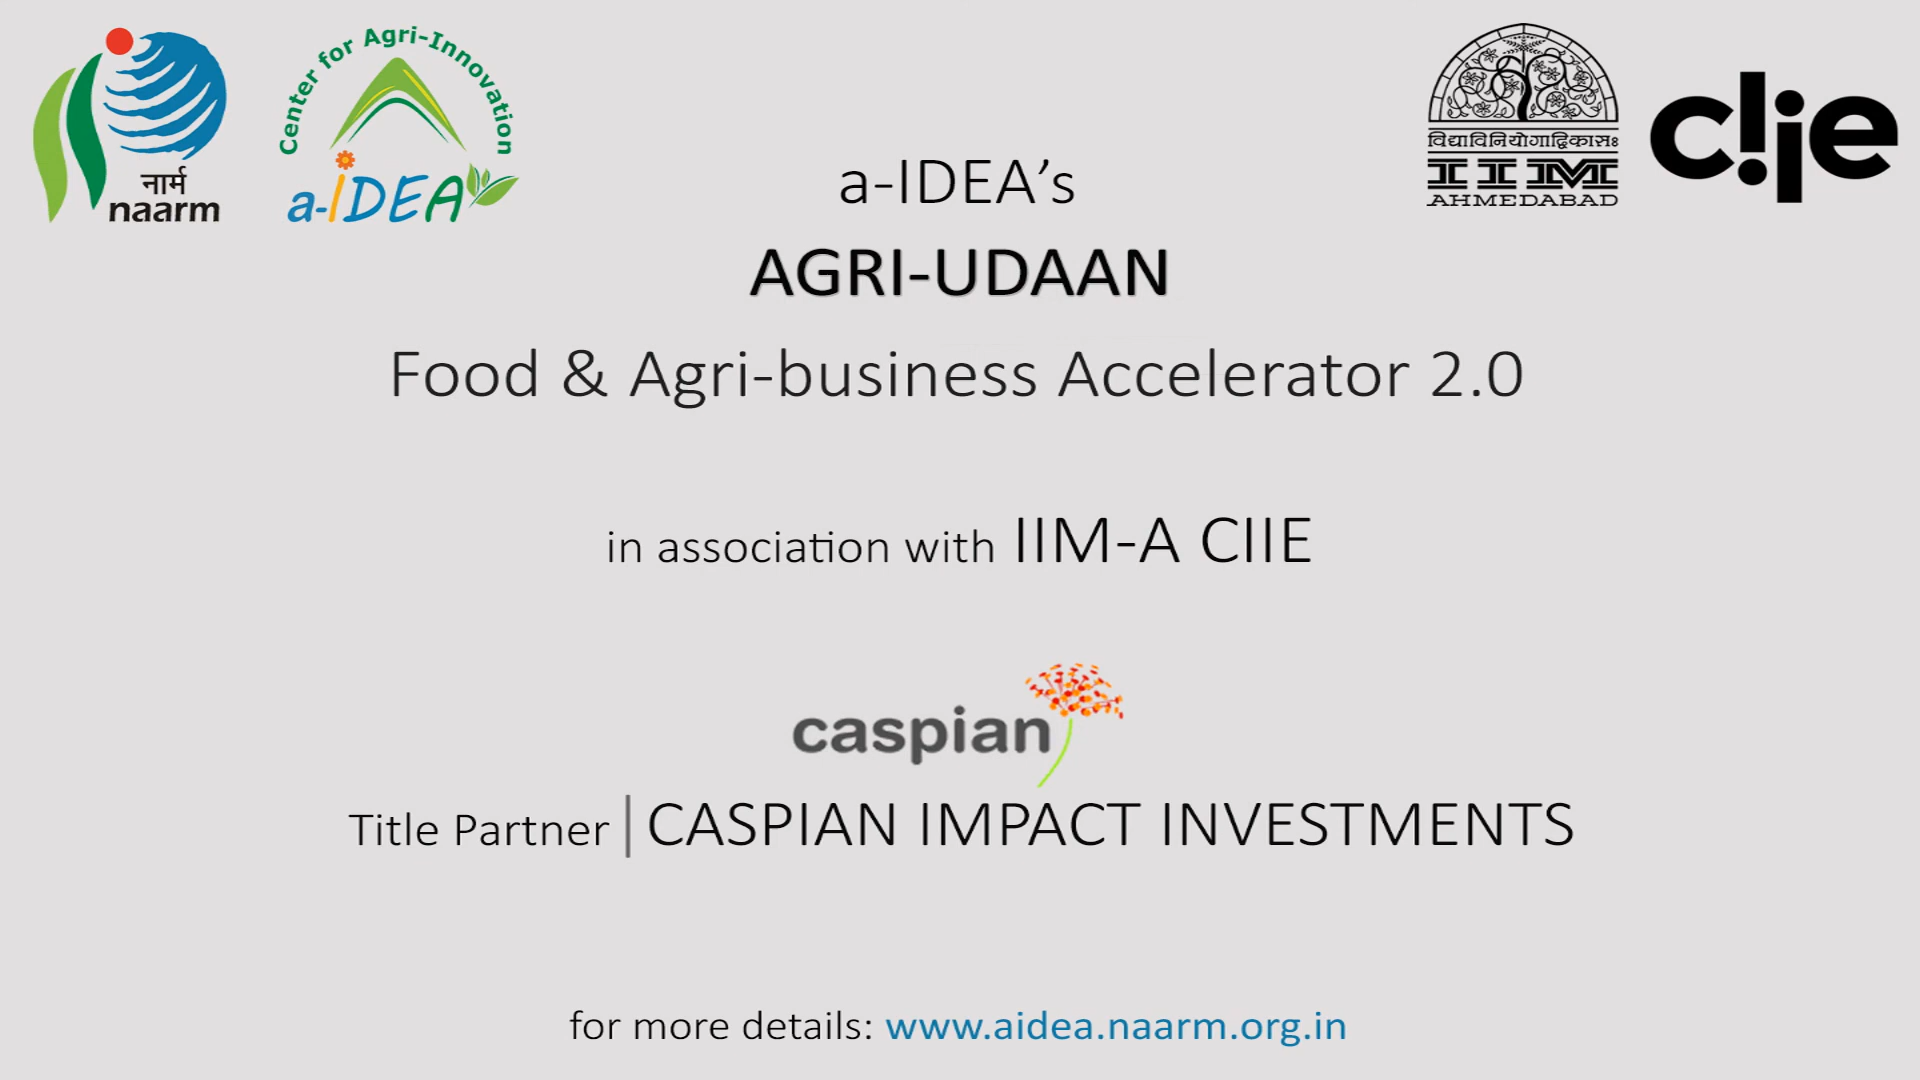 नार्म
naarm
Center for Agri-Innovation
a-IDEA
विद्याविनियोगाद्विकासः
IIM
AHMEDABAD
ciie
a-IDEA’s
AGRI-UDAAN
Food & Agri-business Accelerator 2.0
in association with IIM-A CIIE
caspian
Title Partner | CASPIAN IMPACT INVESTMENTS
for more details: www.aidea.naarm.org.in